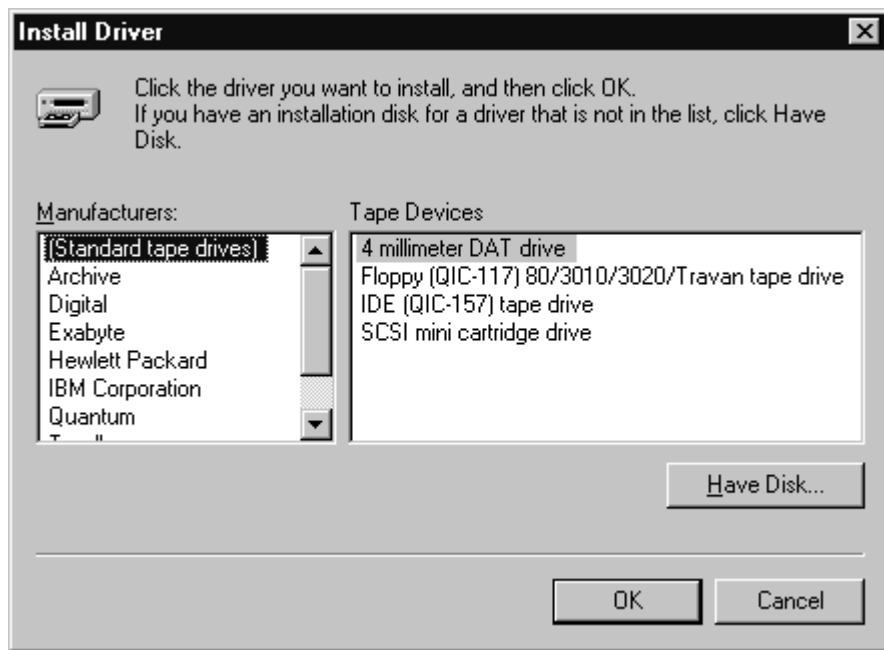 Install Driver
Click the driver you want to install, and then click OK.
If you have an installation disk for a driver that is not in the list, click Have
Disk.
Manufacturers:
(Standard tape drives)
Archive
Digital
Exabyte
Hewlett Packard
IBM Corporation
Quantum
Tape Devices
4 millimeter DAT drive
Floppy (QIC-117) 80/3010/3020/Travan tape drive
IDE (QIC-157) tape drive
SCSI mini cartridge drive
Have Disk...
OK
Cancel